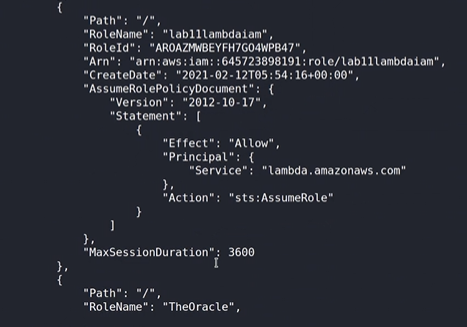 {
"Path": "/",
"RoleName": "lab11lambdaiam",
"RoleId": "AROAZMWBEYFH7GO4WPB47",
"Arn": "arn:aws:iam::645723898191:role/lab11lambdaiam",
"CreateDate": "2021-02-12T05:54:16+00:00",
"AssumeRolePolicyDocument": {
"Version": "2012-10-17",
"Statement": [
{
"Effect": "Allow",
"Principal": {
"Service": "lambda.amazonaws.com"
},
"Action": "sts:AssumeRole"
}
]
},
"MaxSessionDuration": 3600
},
{
"Path": "/",
"RoleName": "TheOracle",